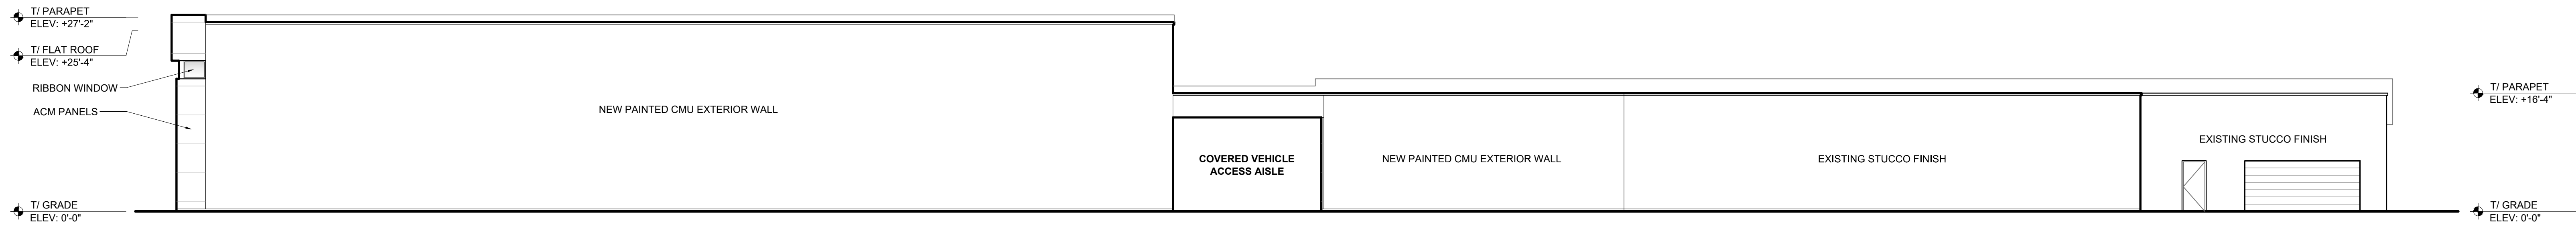 T/ PARAPET
ELEV: +27'-2"
T/ FLAT ROOF
ELEV: +25'-4"
RIBBON WINDOW
ACM PANELS
T/ GRADE
ELEV: 0'-0"
NEW PAINTED CMU EXTERIOR WALL
COVERED VEHICLE
ACCESS AISLE
NEW PAINTED CMU EXTERIOR WALL
EXISTING STUCCO FINISH
EXISTING STUCCO FINISH
T/ PARAPET
ELEV: +16'-4"
T/ GRADE
ELEV: 0'-0"